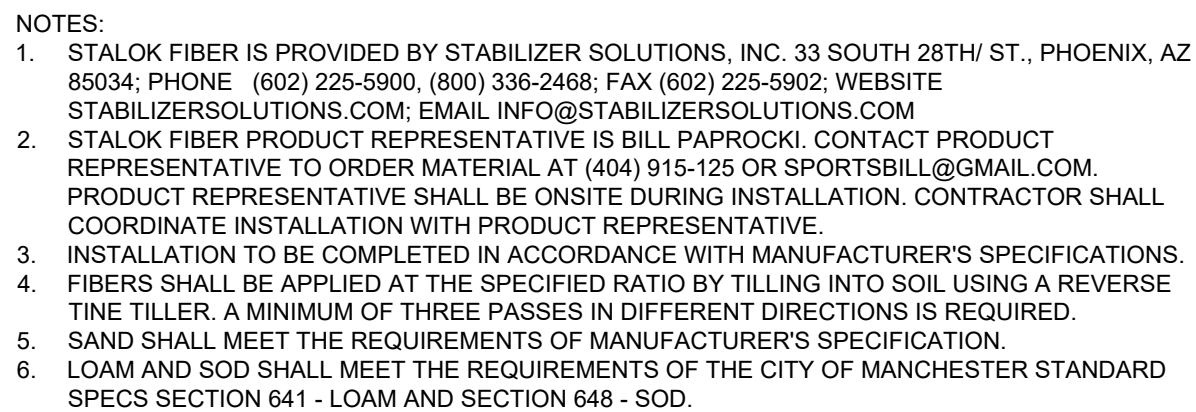 NOTES:
1. STALOK FIBER IS PROVIDED BY STABILIZER SOLUTIONS, INC. 33 SOUTH 28TH/ ST., PHOENIX, AZ
85034; PHONE (602) 225-5900, (800) 336-2468; FAX (602) 225-5902; WEBSITE
STABILIZERSOLUTIONS.COM; EMAIL INFO@STABILIZERSOLUTIONS.COM
2. STALOK FIBER PRODUCT REPRESENTATIVE IS BILL PAPROCKI. CONTACT PRODUCT
REPRESENTATIVE TO ORDER MATERIAL AT (404) 915-125 OR SPORTSBILL@GMAIL.COM.
PRODUCT REPRESENTATIVE SHALL BE ONSITE DURING INSTALLATION. CONTRACTOR SHALL
COORDINATE INSTALLATION WITH PRODUCT REPRESENTATIVE.
3. INSTALLATION TO BE COMPLETED IN ACCORDANCE WITH MANUFACTURER'S SPECIFICATIONS.
4. FIBERS SHALL BE APPLIED AT THE SPECIFIED RATIO BY TILLING INTO SOIL USING A REVERSE
TINE TILLER. A MINIMUM OF THREE PASSES IN DIFFERENT DIRECTIONS IS REQUIRED.
5. SAND SHALL MEET THE REQUIREMENTS OF MANUFACTURER'S SPECIFICATION.
6. LOAM AND SOD SHALL MEET THE REQUIREMENTS OF THE CITY OF MANCHESTER STANDARD
SPECS SECTION 641 - LOAM AND SECTION 648 - SOD.